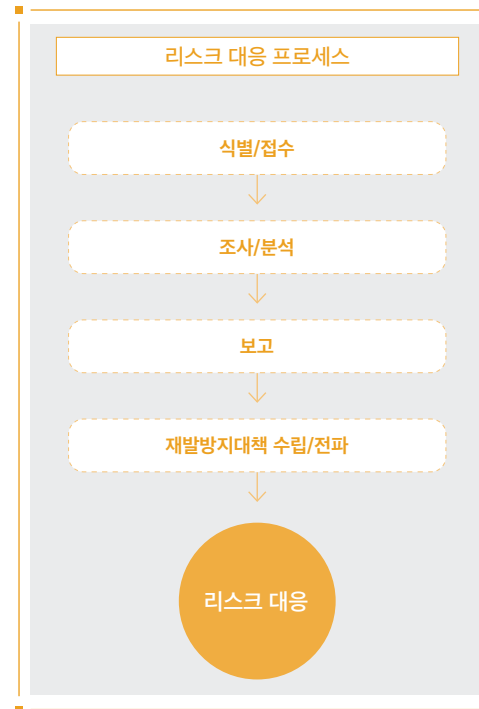 리스크 대응 프로세스
식별/접수
조사/분석
보고
재발방지대책 수립/전파
리스크 대응